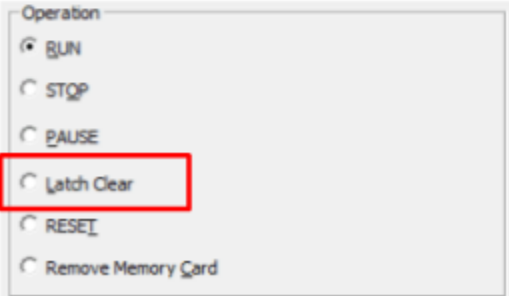 Operation
RUN
STOP
PAUSE
Latch Clear
RESET
Remove Memory Card